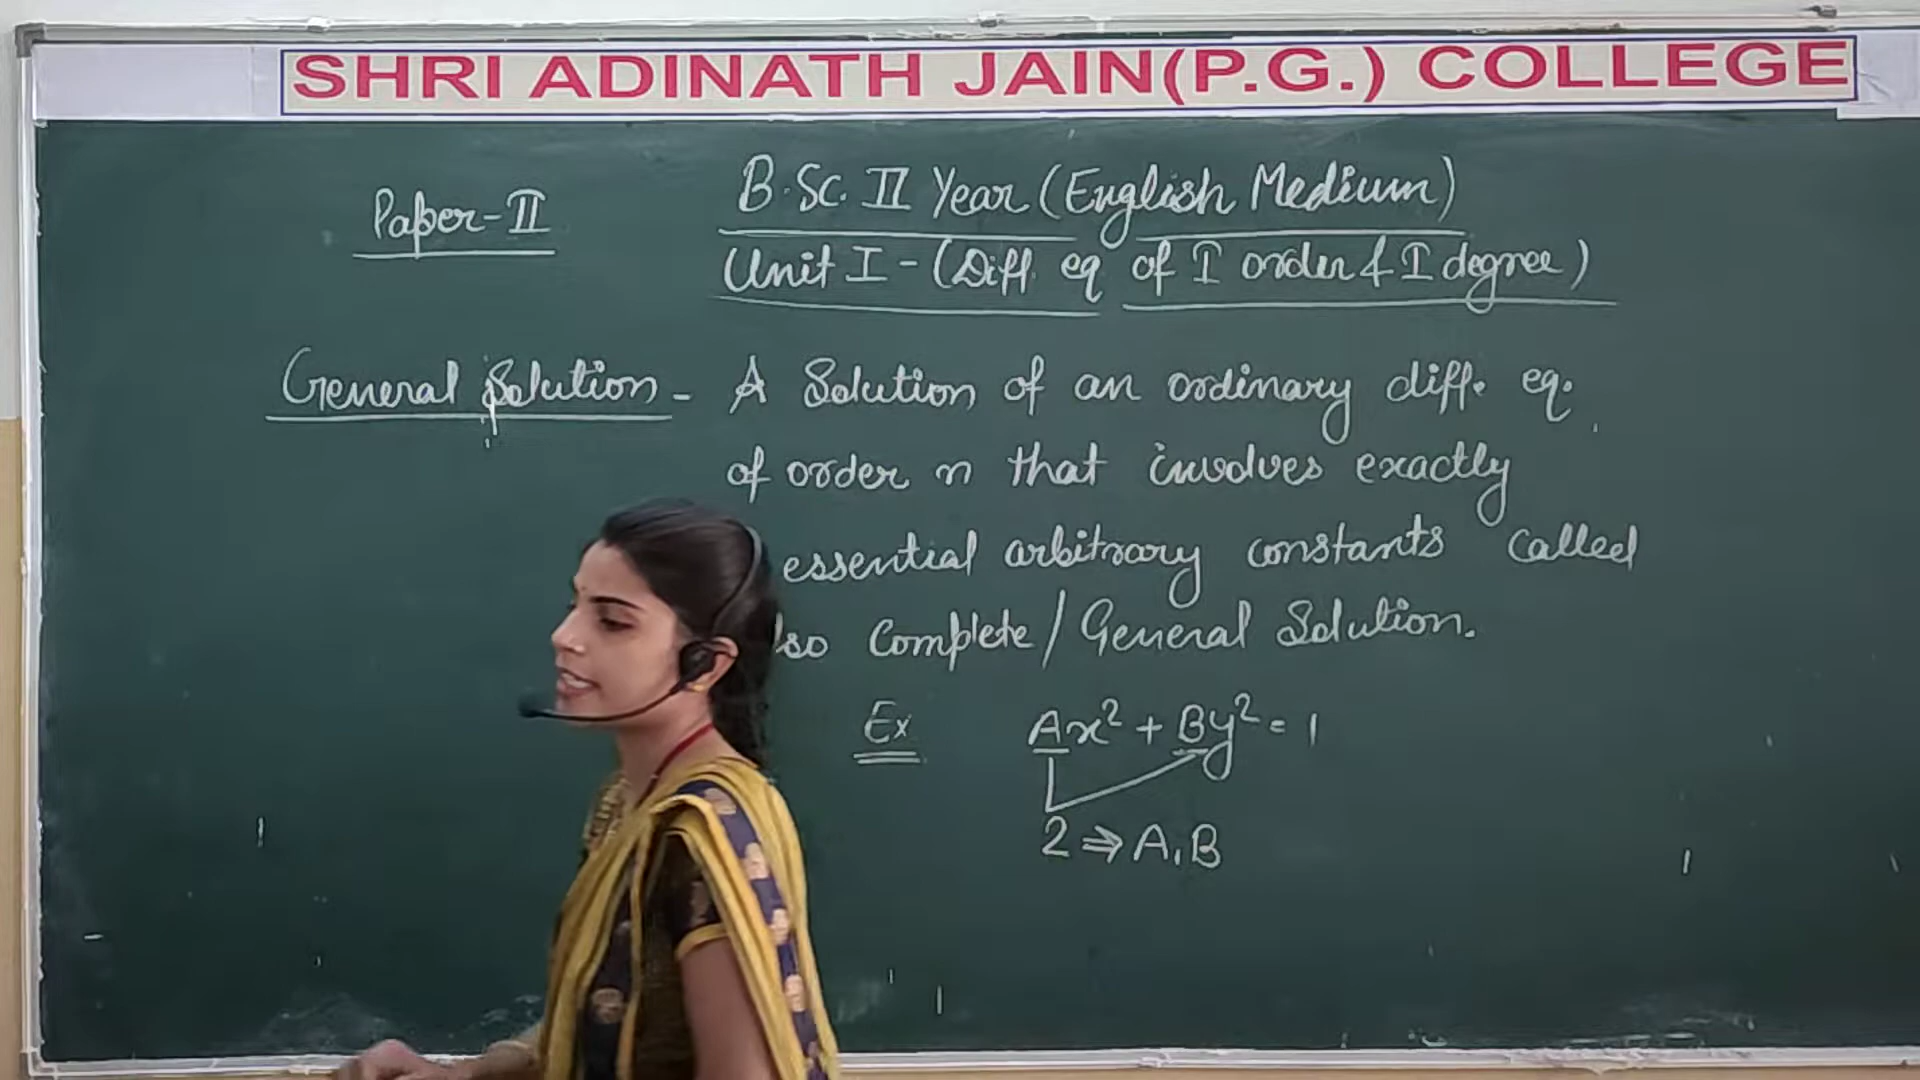 SHRI ADINATH JAIN(P.G.) COLLEGE
Paper-II
B.Sc. II Year (English Medium)
Unit I - (Diff. eq of I order & I degree)
General Solution - A Solution of an ordinary diff. eq.
of order n that involves exactly
essential arbitrary constants called
so Complete/General Solution.
Ex Ax² + By² = 1
2 ⇒ A, B